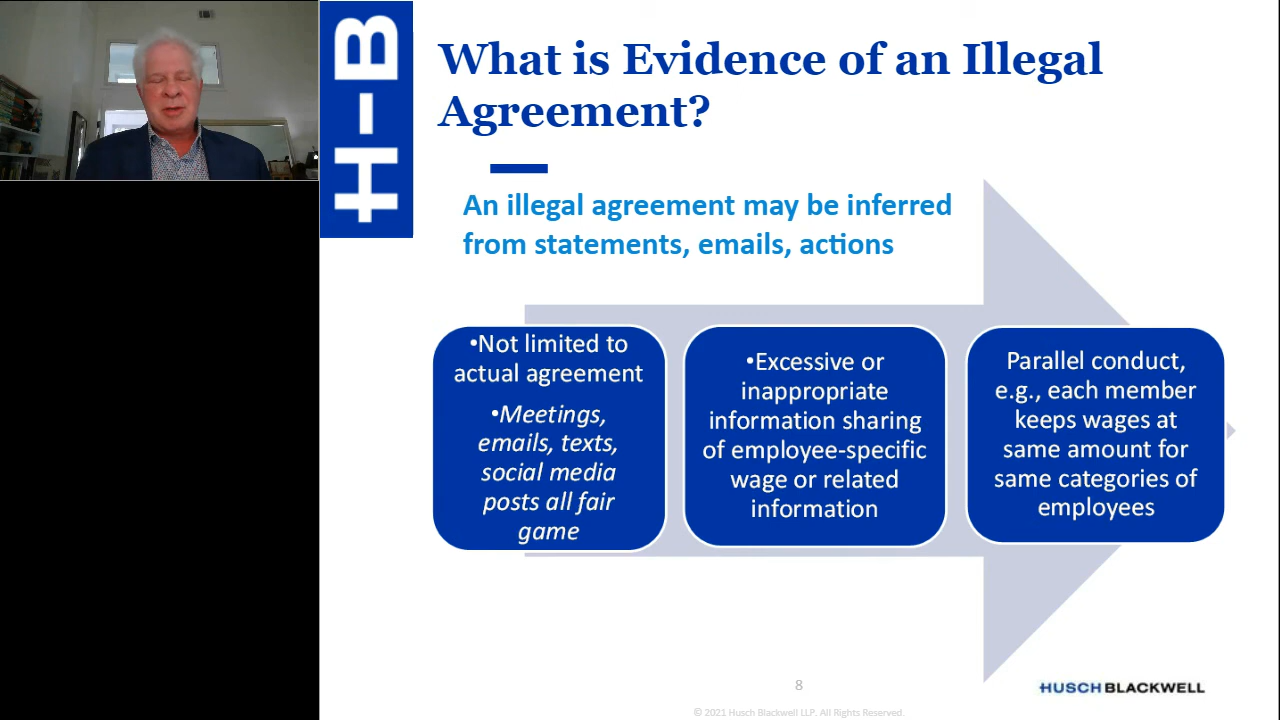 H-B
What is Evidence of an Illegal
Agreement?
An illegal agreement may be inferred
from statements, emails, actions
•Not limited to
actual agreement
•Meetings,
emails, texts,
social media
posts all fair
game
•Excessive or
inappropriate
information sharing
of employee-specific
wage or related
information
Parallel conduct,
e.g., each member
keeps wages at
same amount for
same categories of
employees
8
HUSCH BLACKWELL
© 2021 Husch Blackwell LLP. All Rights Reserved.